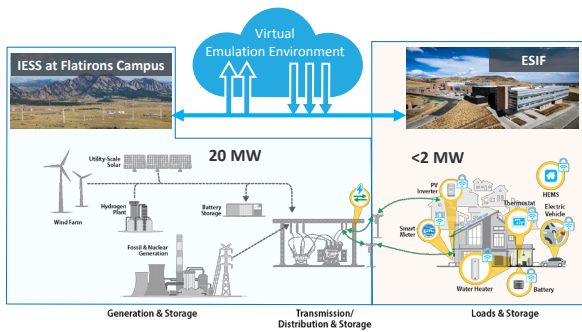 Virtual
Emulation Environment
IESS at Flatirons Campus
ESIF
20 MW
<2 MW
Utility-Scale
Solar
Wind Farm
Hydrogen
Plant
Battery
Storage
Fossil & Nuclear
Generation
PV
Inverter
HEMS
Thermostat
Electric
Vehicle
Smart
Meter
Water Heater
Battery
Generation & Storage
Transmission/
Distribution & Storage
Loads & Storage